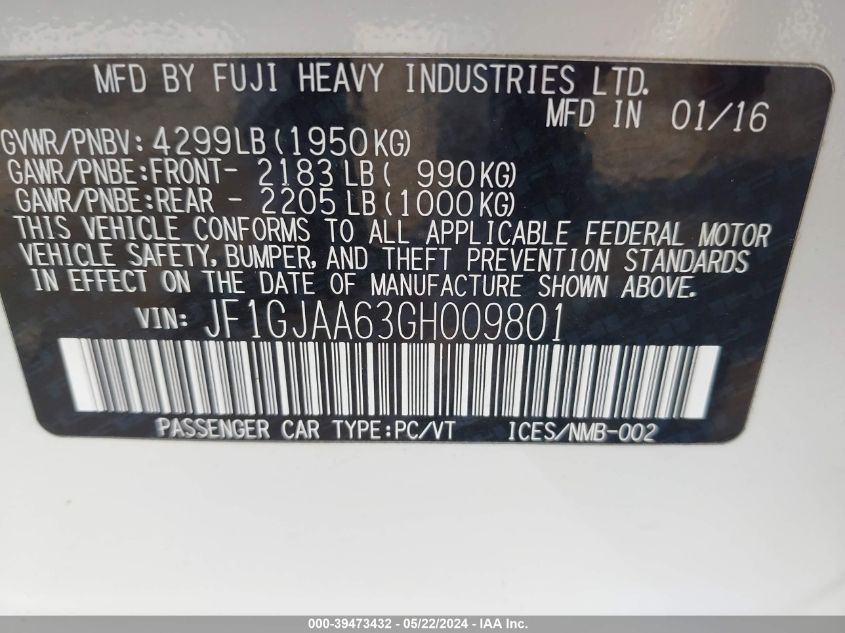 MFD BY FUJI HEAVY INDUSTRIES LTD.
MFD IN 01/16
GVWR/PNBV: 4299LB(1950KG)
GAWR/PNBE:FRONT- 2183 LB( 990KG)
GAWR/PNBE:REAR - 2205 LB(1000KG)
THIS VEHICLE CONFORMS TO ALL APPLICABLE FEDERAL MOTOR
VEHICLE SAFETY, BUMPER, AND THEFT PREVENTION STANDARDS
IN EFFECT ON THE DATE OF MANUFACTURE SHOWN ABOVE.
VIN: JF1GJAA63GH009801
PASSENGER CAR TYPE:PC/VT ICES/NMB-002
000-39473432 - 05/22/2024 - IAAI.COM